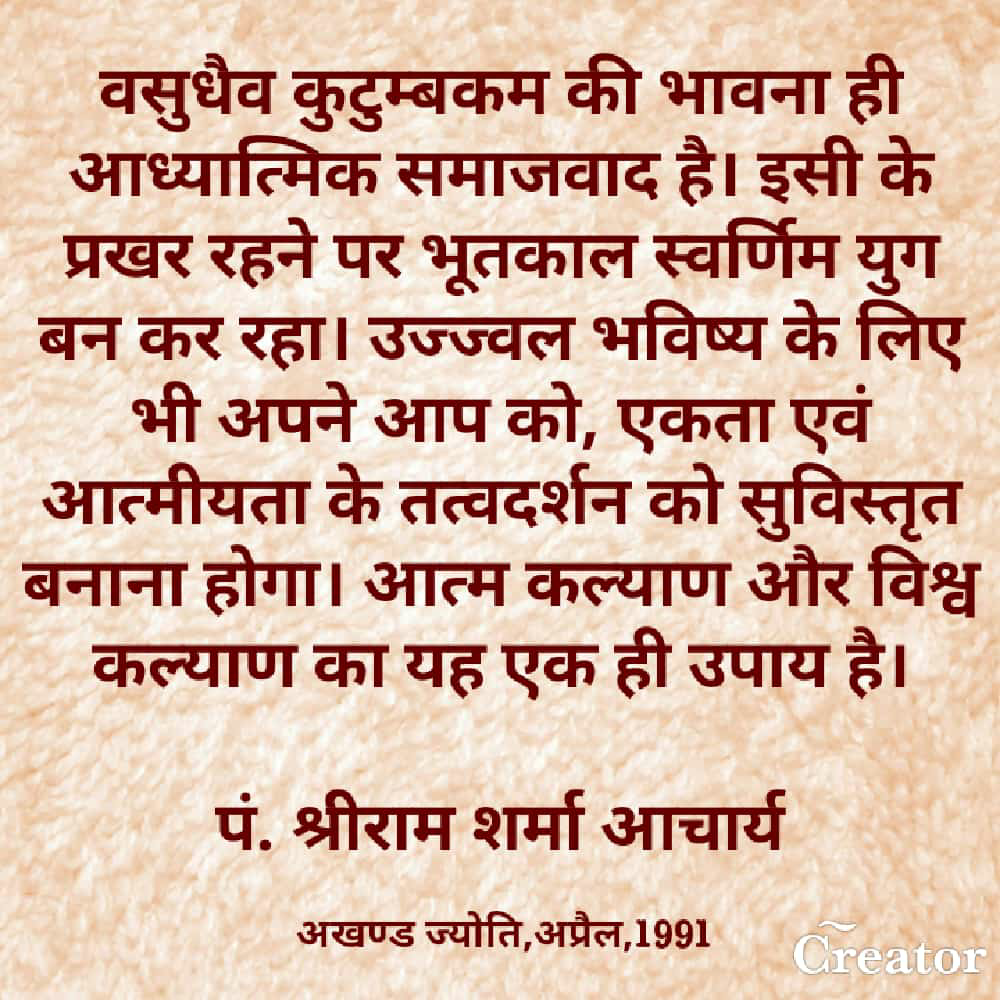 वसुधैव कुटुम्बकम की भावना ही
आध्यात्मिक समाजवाद है। इसी के
प्रखर रहने पर भूतकाल स्वर्णिम युग
बन कर रहा। उज्ज्वल भविष्य के लिए
भी अपने आप को, एकता एवं
आत्मीयता के तत्वदर्शन को सुविस्तृत
बनाना होगा। आत्म कल्याण और विश्व
कल्याण का यह एक ही उपाय है।
पं. श्रीराम शर्मा आचार्य
अखण्ड ज्योति,अप्रैल,1991
Creator